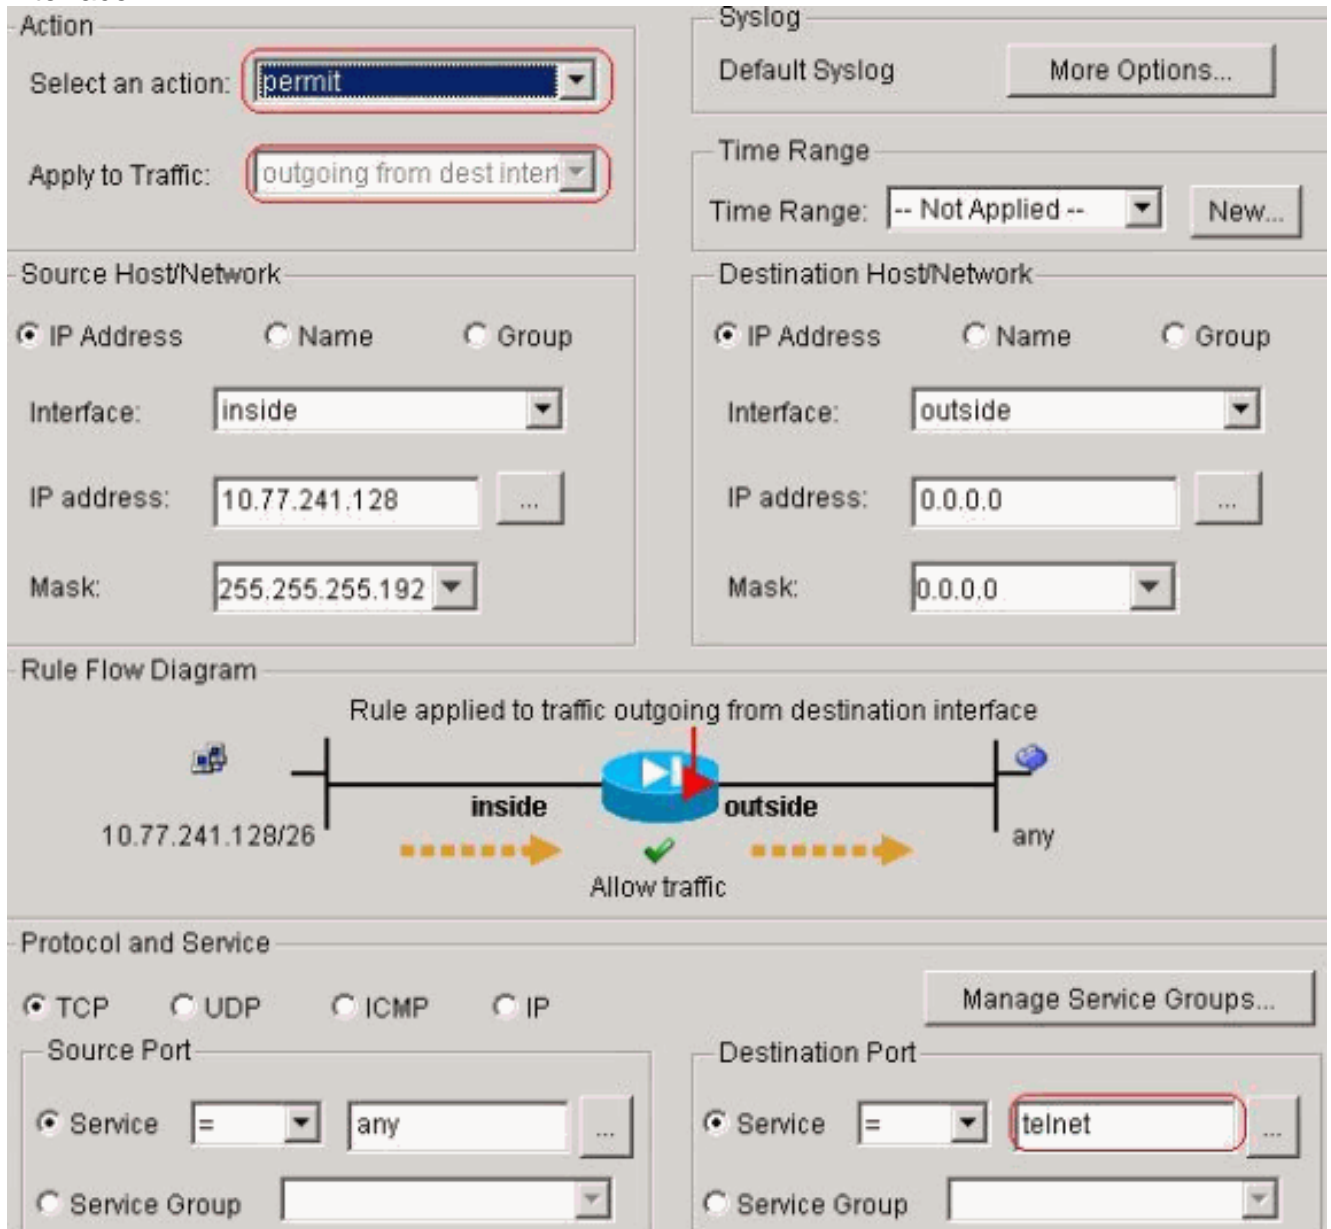 Action
Select an action: permit
Apply to Traffic: outgoing from dest interf
Syslog
Default Syslog More Options...
Time Range
Time Range: -- Not Applied -- New...
Source Host/Network
IP Address Name Group
Interface: inside
IP address: 10.77.241.128 ...
Mask: 255.255.255.192
Destination Host/Network
IP Address Name Group
Interface: outside
IP address: 0.0.0.0 ...
Mask: 0.0.0.0
Rule Flow Diagram
Rule applied to traffic outgoing from destination interface
inside outside
10.77.241.128/26 any
Allow traffic
Protocol and Service
TCP UDP ICMP IP Manage Service Groups...
Source Port
Service = any ...
Service Group
Destination Port
Service = telnet ...
Service Group